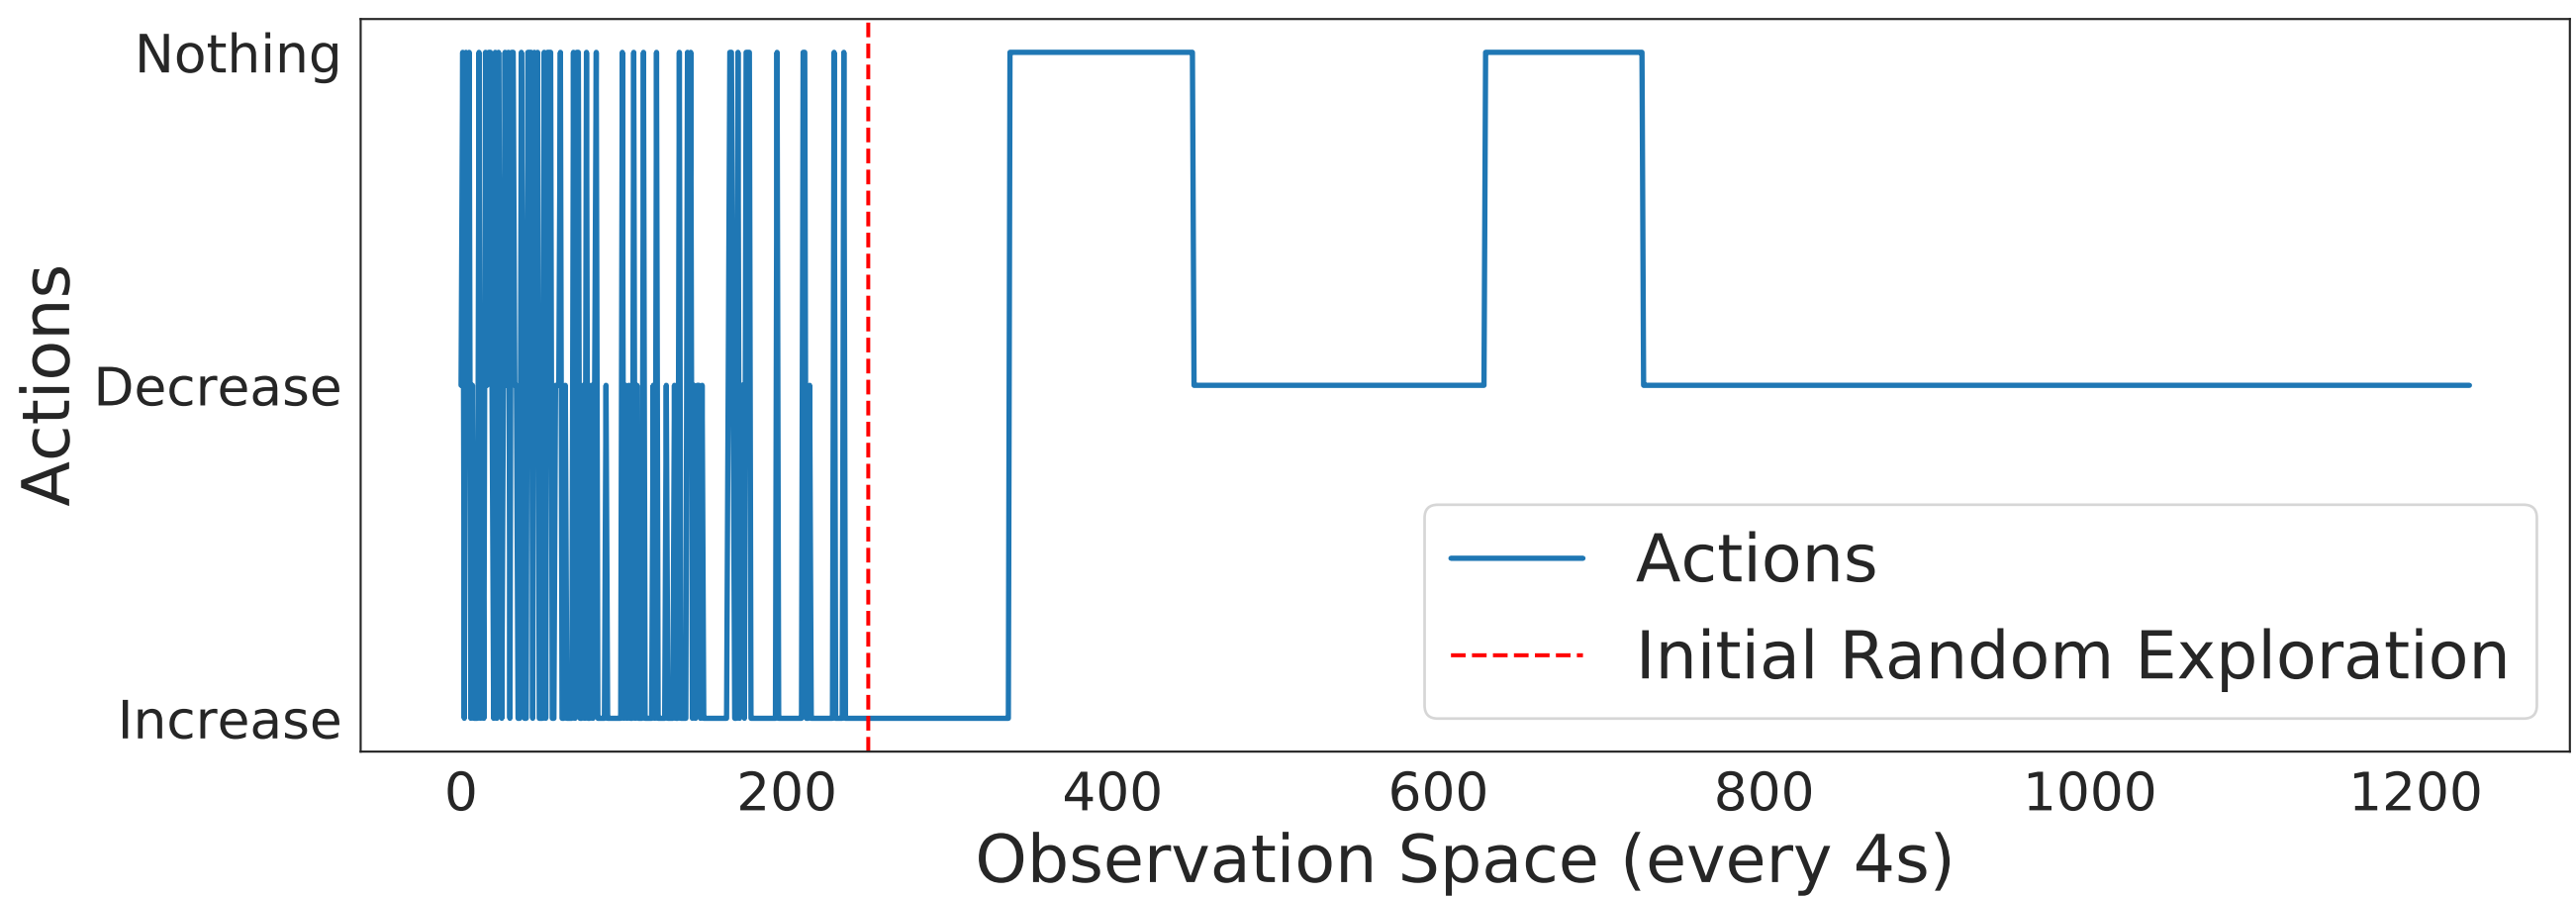 Nothing
Decrease
Increase
Actions
Actions
Initial Random Exploration
0 200 400 600 800 1000 1200
Observation Space (every 4s)